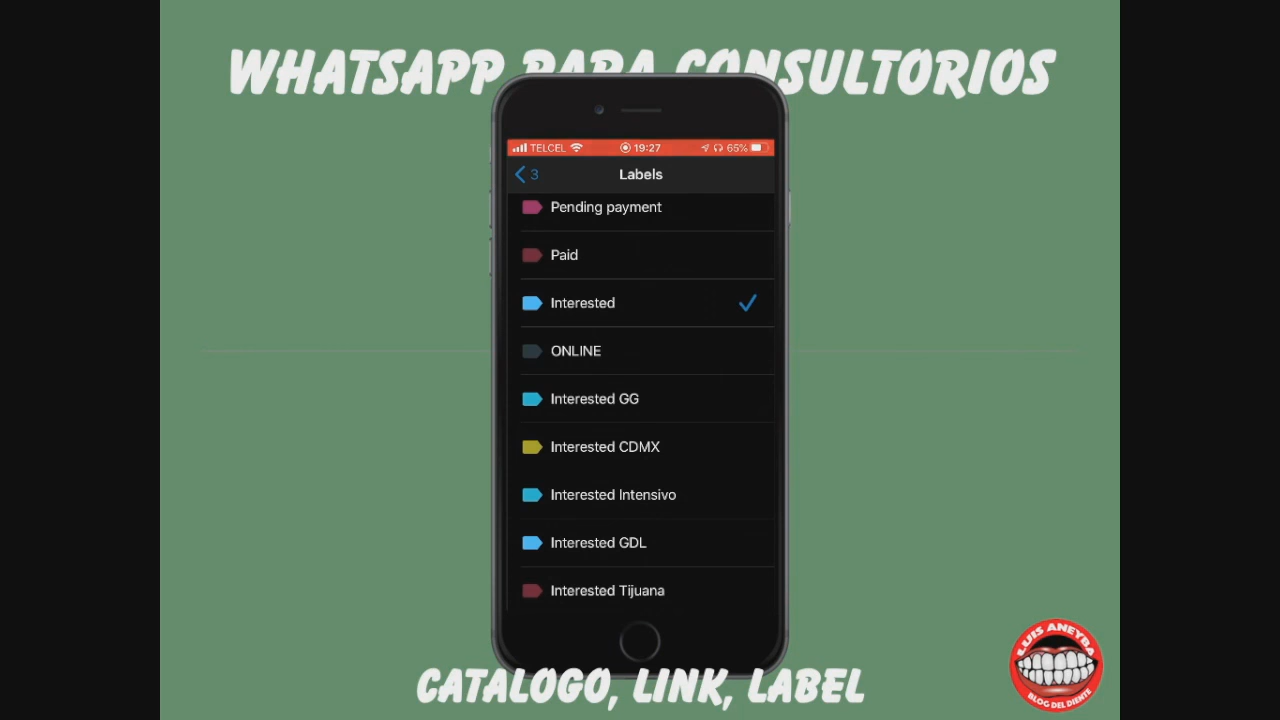 WHATSAPP PARA CONSULTORIOS
TELCEL 19:27 65%
3 Labels
Pending payment
Paid
Interested
ONLINE
Interested GG
Interested CDMX
Interested Intensivo
Interested GDL
Interested Tijuana
CATALOGO, LINK, LABEL
LUIS ANEYBA
BLOG DEL DIENTE